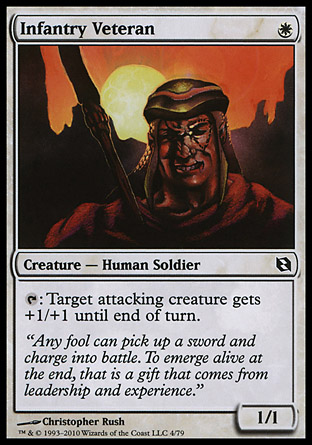 Infantry Veteran
Creature — Human Soldier
: Target attacking creature gets
+1/+1 until end of turn.
“Any fool can pick up a sword and
charge into battle. To emerge alive at
the end, that is a gift that comes from
leadership and experience.”
Christopher Rush
™ & © 1993–2010 Wizards of the Coast LLC 4/79
1/1